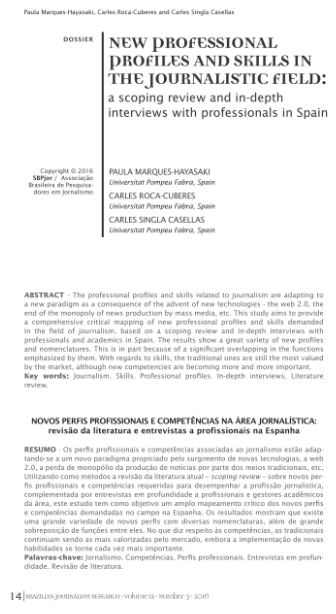 Paula Marques-Hayasaki, Carles Roca-Cuberes and Carles Singla Casellas
DOSSIER
NEW PROFESSIONAL
PROFILES AND SKILLS IN
THE JOURNALISTIC FIELD:
a scoping review and in-depth
interviews with professionals in Spain
Copyright © 2016
SBPjor / Associação
Brasileira de Pesquisa-
dores em Jornalismo
PAULA MARQUES-HAYASAKI
Universitat Pompeu Fabra, Spain
CARLES ROCA-CUBERES
Universitat Pompeu Fabra, Spain
CARLES SINGLA CASELLAS
Universitat Pompeu Fabra, Spain
ABSTRACT - The professional profiles and skills related to journalism are adapting to
a new paradigm as a consequence of the advent of new technologies - the web 2.0, the
end of the monopoly of news production by mass media, etc. This study aims to provide
a comprehensive critical mapping of new professional profiles and skills demanded
in the field of journalism, based on a scoping review and in-depth interviews with
professionals and academics in Spain. The results show a great variety of new profiles
and nomenclatures. This is in part because of a significant overlapping in the functions
emphasized by them. With regards to skills, the traditional ones are still the most valued
by the market, although new competencies are becoming more and more important.
Key words: Journalism. Skills. Professional profiles. In-depth interviews. Literature
review.
NOVOS PERFIS PROFISSIONAIS E COMPETÊNCIAS NA ÁREA JORNALÍSTICA:
revisão da literatura e entrevistas a profissionais na Espanha
RESUMO - Os perfis profissionais e competências associadas ao jornalismo estão adap-
tando-se a um novo paradigma propiciado pelo surgimento de novas tecnologias, a web
2.0, a perda de monopólio da produção de notícias por parte dos meios tradicionais, etc.
Utilizando como métodos a revisão da literatura atual – scoping review – sobre novos per-
fis profissionais e competências requeridas para desempenhar a profissão jornalística,
complementada por entrevistas em profundidade a profissionais e gestores acadêmicos
da área, este estudo tem como objetivo um amplo mapeamento crítico dos novos perfis
e competências demandadas no campo na Espanha. Os resultados mostram que existe
uma grande variedade de novos perfis com diversas nomenclaturas, além de grande
sobreposição de funções entre eles. No que diz respeito às competências, as tradicionais
continuam sendo as mais valorizadas pelo mercado, embora a implementação de novas
habilidades se torne cada vez mais importante.
Palavras-chave: Jornalismo. Competências. Perfis profissionais. Entrevistas em profun-
didade. Revisão de literatura.
14 BRAZILIAN JOURNALISM RESEARCH - Volume 12 - Number 3 - 2016